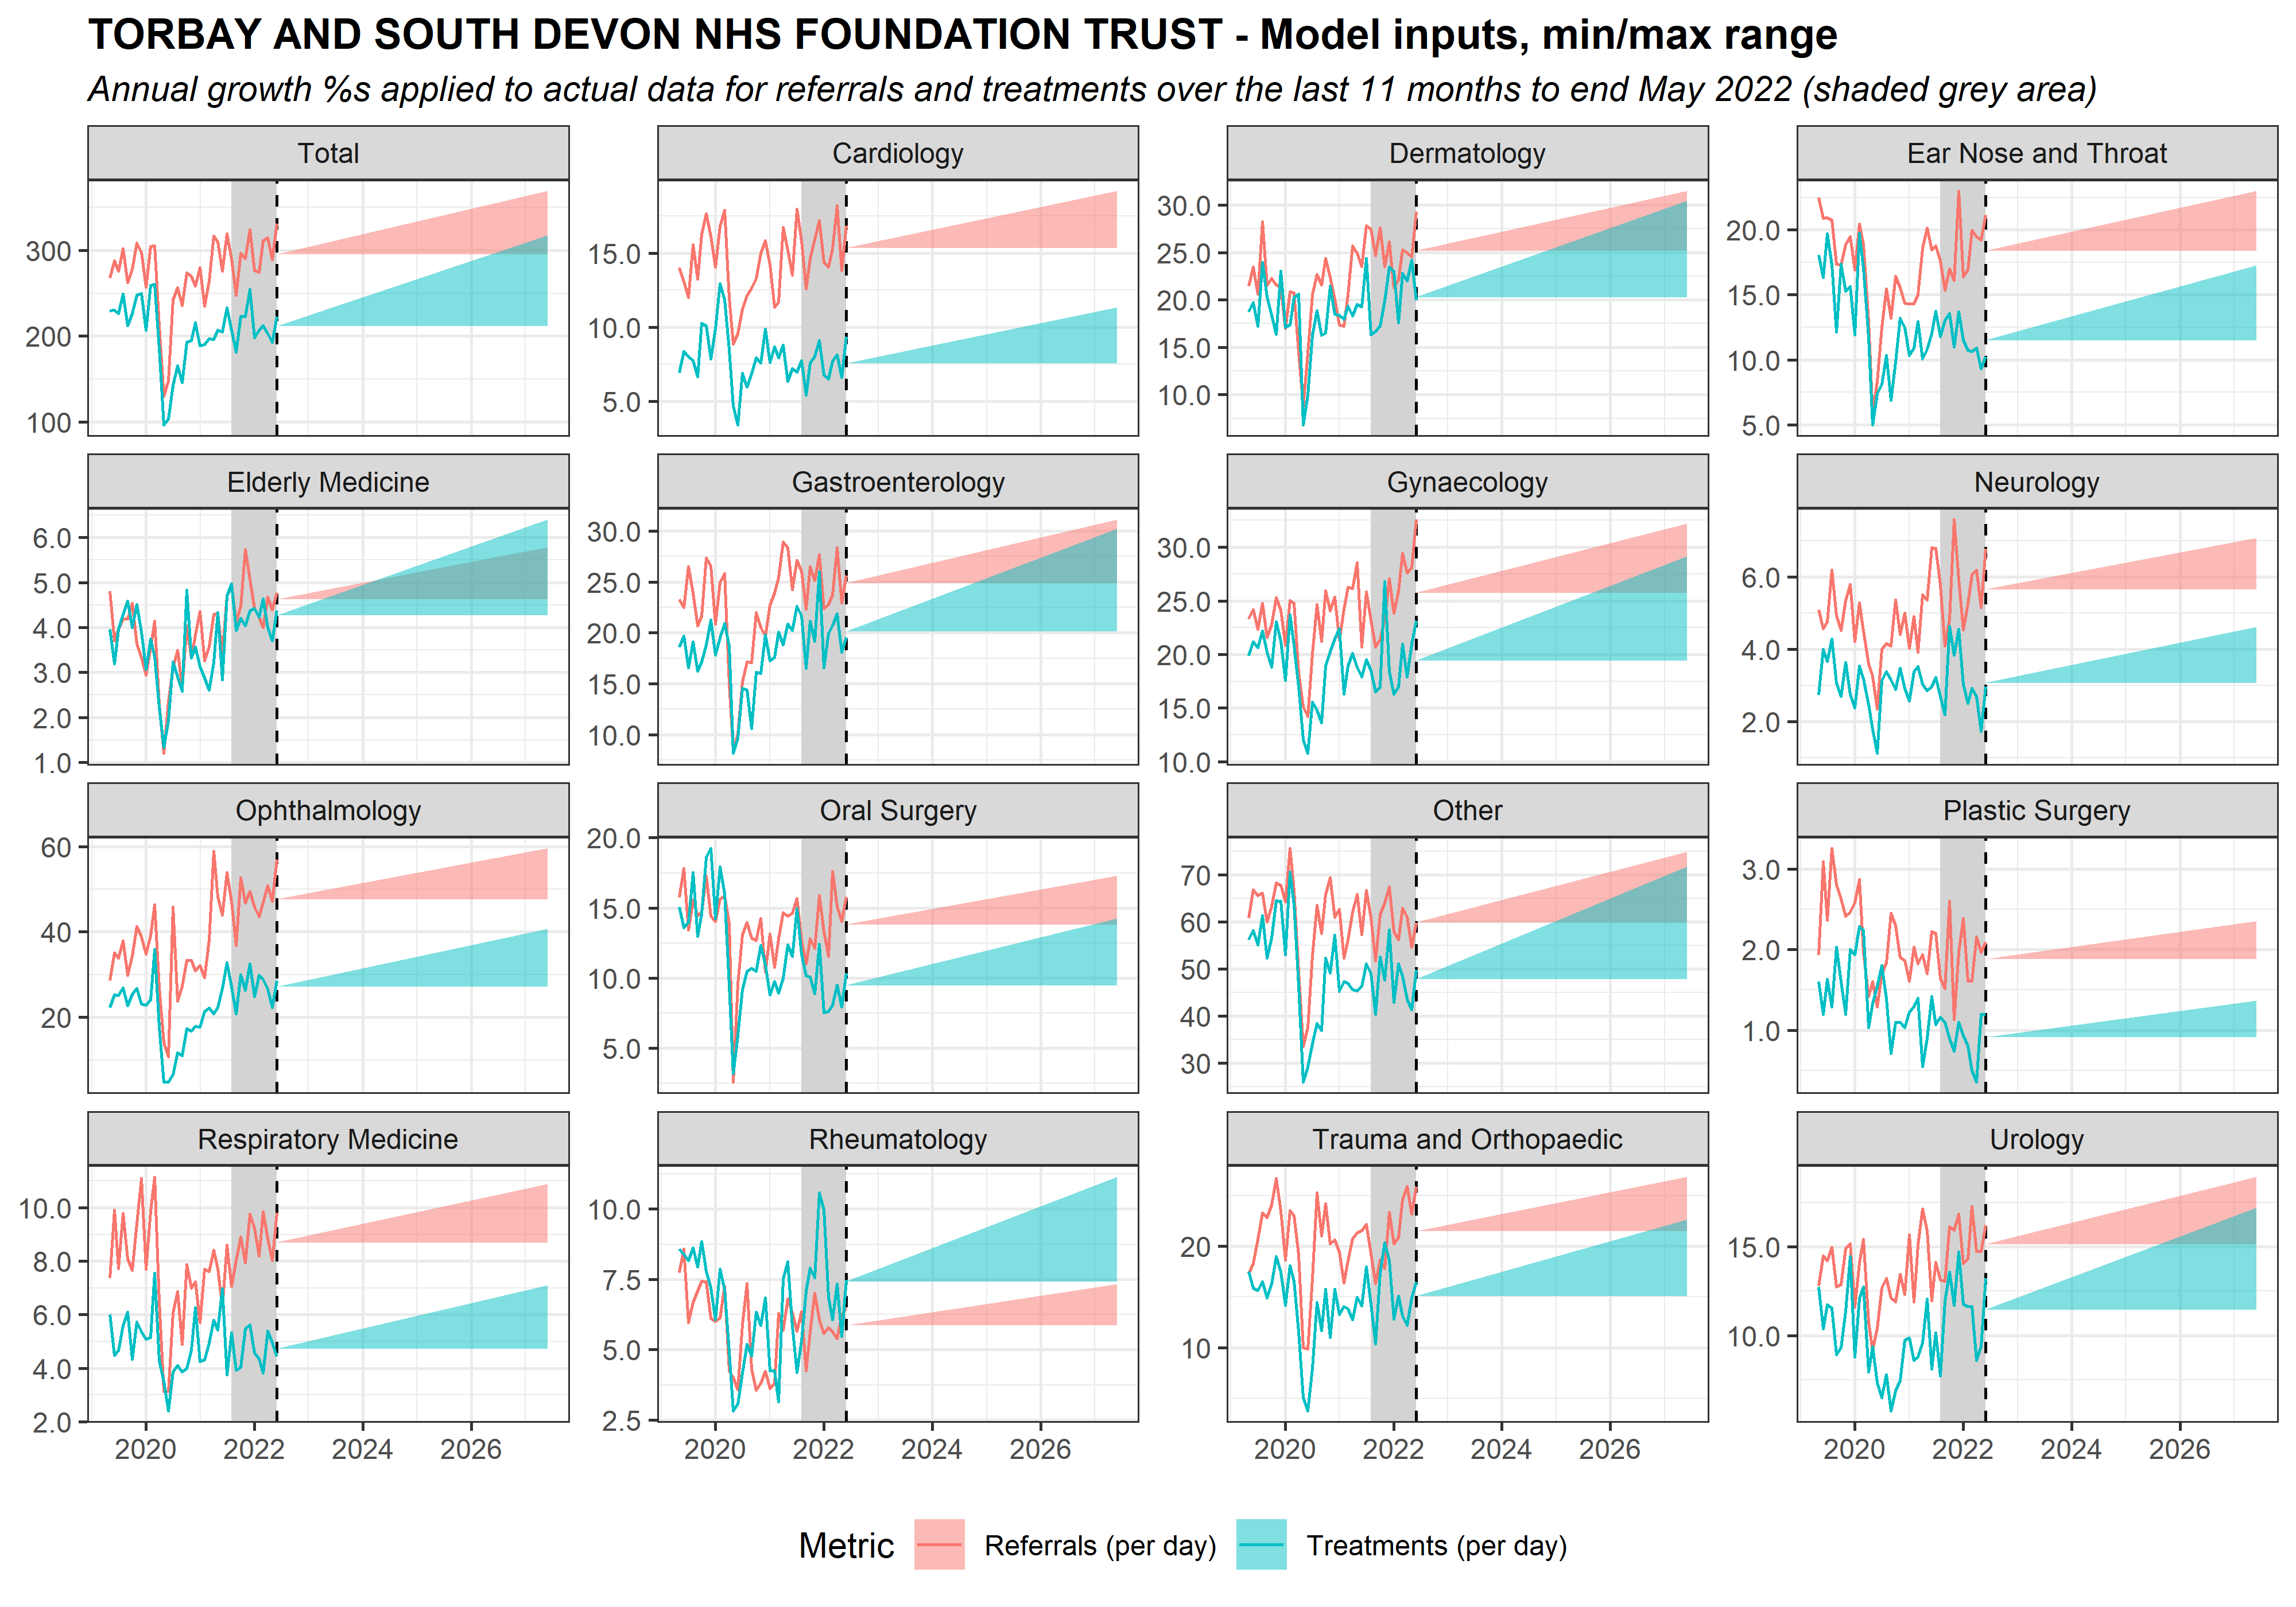 TORBAY AND SOUTH DEVON NHS FOUNDATION TRUST - Model inputs, min/max range
Annual growth %s applied to actual data for referrals and treatments over the last 11 months to end May 2022 (shaded grey area)
Total
Cardiology
Dermatology
Ear Nose and Throat
300
200
100
15.0
10.0
5.0
30.0
25.0
20.0
15.0
10.0
20.0
15.0
10.0
5.0
Elderly Medicine
Gastroenterology
Gynaecology
Neurology
6.0
5.0
4.0
3.0
2.0
1.0
30.0
25.0
20.0
15.0
10.0
30.0
25.0
20.0
15.0
10.0
6.0
4.0
2.0
Ophthalmology
Oral Surgery
Other
Plastic Surgery
60
40
20
20.0
15.0
10.0
5.0
70
60
50
40
30
3.0
2.0
1.0
Respiratory Medicine
Rheumatology
Trauma and Orthopaedic
Urology
10.0
8.0
6.0
4.0
2.0
10.0
7.5
5.0
2.5
20
10
15.0
10.0
2020 2022 2024 2026
2020 2022 2024 2026
2020 2022 2024 2026
2020 2022 2024 2026
Metric Referrals (per day) Treatments (per day)